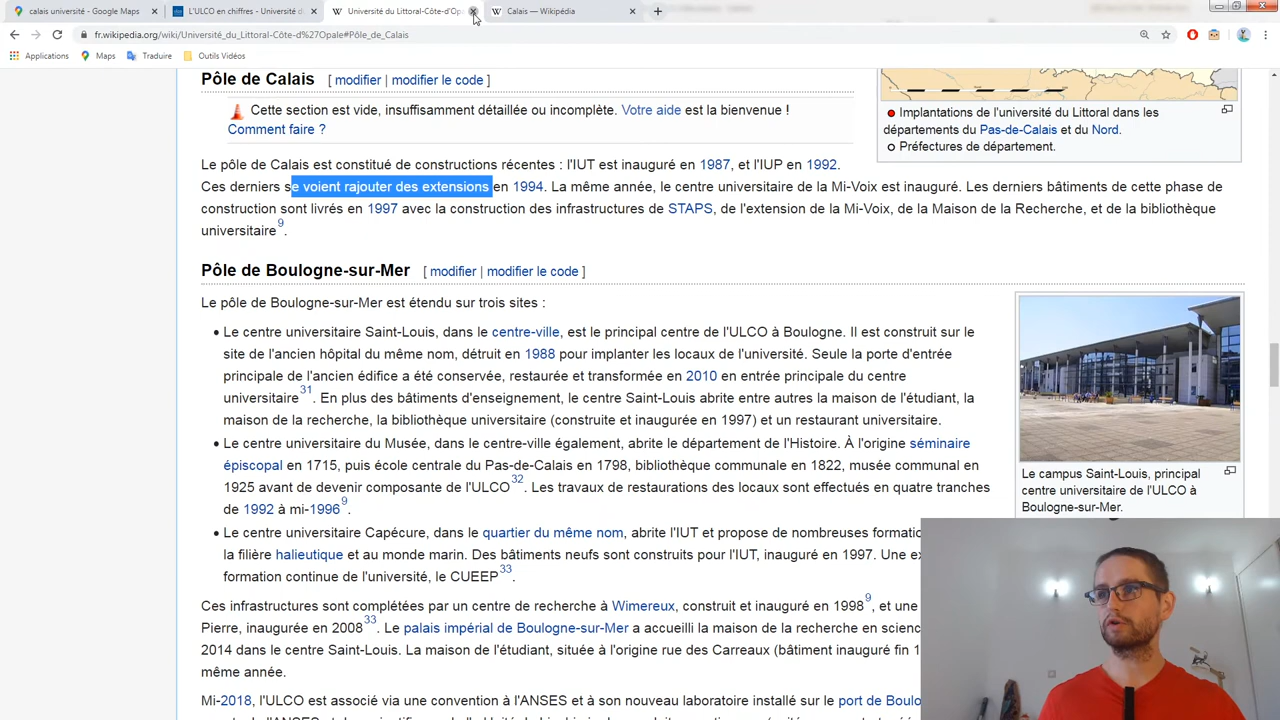 calais université - Google Maps
L'ULCO en chiffres - Université d
Université du Littoral-Côte-d'Op
Calais — Wikipédia
fr.wikipedia.org/wiki/Université_du_Littoral-Côte-d%27Opale#Pôle_de_Calais
Applications Maps Traduire Outils Vidéos
Pôle de Calais [ modifier | modifier le code ]
Cette section est vide, insuffisamment détaillée ou incomplète. Votre aide est la bienvenue !
Comment faire ?
Implantations de l'université du Littoral dans les
départements du Pas-de-Calais et du Nord.
Préfectures de département.
Le pôle de Calais est constitué de constructions récentes : l'IUT est inauguré en 1987, et l'IUP en 1992.
Ces derniers se voient rajouter des extensions en 1994. La même année, le centre universitaire de la Mi-Voix est inauguré. Les derniers bâtiments de cette phase de
construction sont livrés en 1997 avec la construction des infrastructures de STAPS, de l'extension de la Mi-Voix, de la Maison de la Recherche, et de la bibliothèque
universitaire 9.
Pôle de Boulogne-sur-Mer [ modifier | modifier le code ]
Le pôle de Boulogne-sur-Mer est étendu sur trois sites :
Le centre universitaire Saint-Louis, dans le centre-ville, est le principal centre de l'ULCO à Boulogne. Il est construit sur le
site de l'ancien hôpital du même nom, détruit en 1988 pour implanter les locaux de l'université. Seule la porte d'entrée
principale de l'ancien édifice a été conservée, restaurée et transformée en 2010 en entrée principale du centre
universitaire 31. En plus des bâtiments d'enseignement, le centre Saint-Louis abrite entre autres la maison de l'étudiant, la
maison de la recherche, la bibliothèque universitaire (construite et inaugurée en 1997) et un restaurant universitaire.
Le centre universitaire du Musée, dans le centre-ville également, abrite le département de l'Histoire. À l'origine séminaire
épiscopal en 1715, puis école centrale du Pas-de-Calais en 1798, bibliothèque communale en 1822, musée communal en
1925 avant de devenir composante de l'ULCO 32. Les travaux de restaurations des locaux sont effectués en quatre tranches
de 1992 à mi-1996 9.
Le centre universitaire Capécure, dans le quartier du même nom, abrite l'IUT et propose de nombreuses formatio
la filière halieutique et au monde marin. Des bâtiments neufs sont construits pour l'IUT, inauguré en 1997. Une ex
formation continue de l'université, le CUEEP 33.
Le campus Saint-Louis, principal
centre universitaire de l'ULCO à
Boulogne-sur-Mer.
Ces infrastructures sont complétées par un centre de recherche à Wimereux, construit et inauguré en 1998 9, et une
Pierre, inaugurée en 2008 33. Le palais impérial de Boulogne-sur-Mer a accueilli la maison de la recherche en scienc
2014 dans le centre Saint-Louis. La maison de l'étudiant, située à l'origine rue des Carreaux (bâtiment inauguré fin 1
même année.
Mi-2018, l'ULCO est associé via une convention à l'ANSES et à son nouveau laboratoire installé sur le port de Boulo